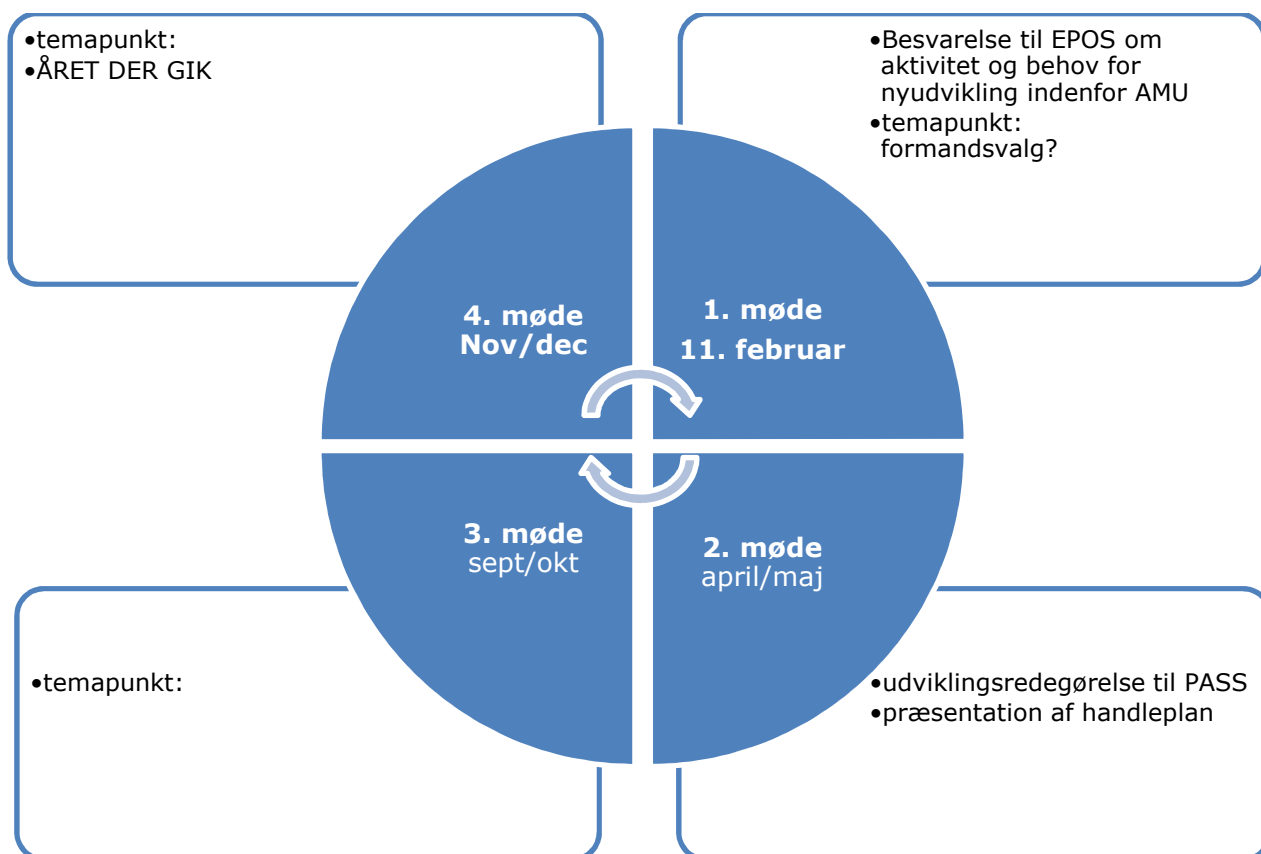 •temapunkt:
•ÅRET DER GIK
•Besvarelse til EPOS om
aktivitet og behov for
nyudvikling indenfor AMU
•temapunkt:
formandsvalg?
4. møde
Nov/dec
1. møde
11. februar
3. møde
sept/okt
2. møde
april/maj
•temapunkt:
•udviklingsredegørelse til PASS
•præsentation af handleplan